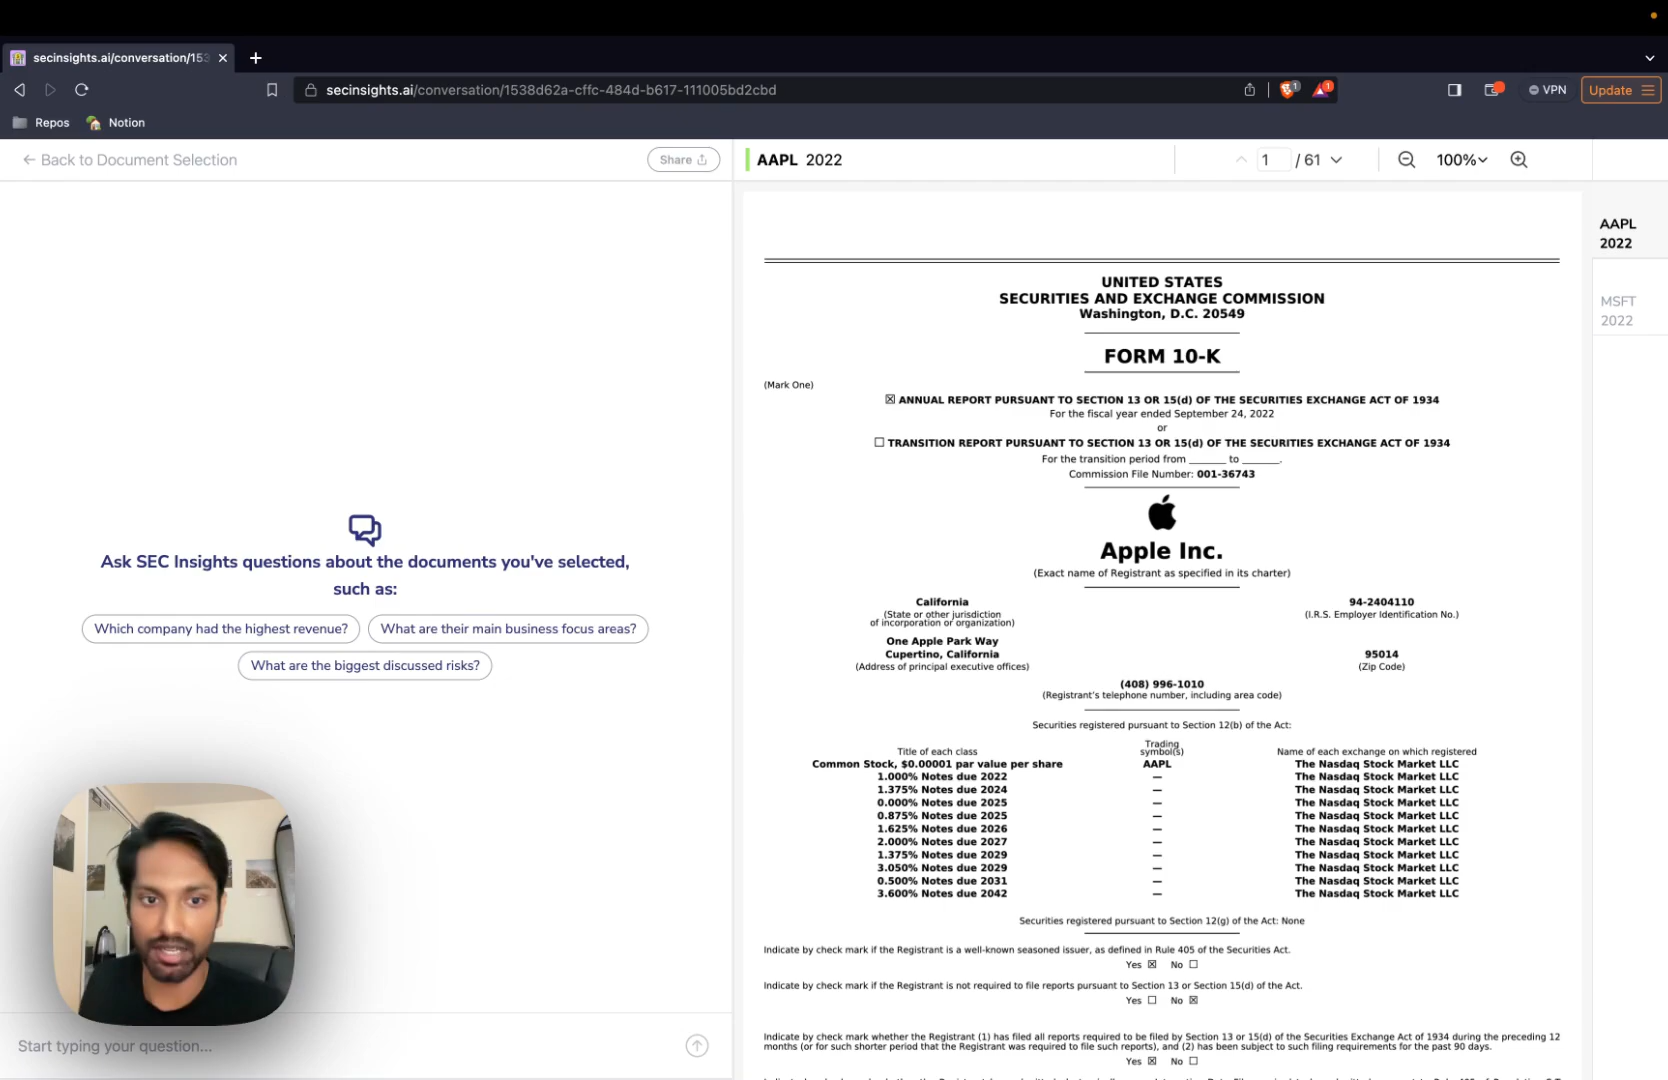 secinsights.ai/conversation/153
secinsights.ai/conversation/1538d62a-cffc-484d-b617-111005bd2cbd
1
1
VPN
Update
Repos
Notion
← Back to Document Selection
Share
AAPL 2022
1 / 61
100%
AAPL
2022
MSFT
2022
Ask SEC Insights questions about the documents you've selected,
such as:
Which company had the highest revenue?
What are their main business focus areas?
What are the biggest discussed risks?
Start typing your question...
UNITED STATES
SECURITIES AND EXCHANGE COMMISSION
Washington, D.C. 20549
FORM 10-K
(Mark One)
☒ ANNUAL REPORT PURSUANT TO SECTION 13 OR 15(d) OF THE SECURITIES EXCHANGE ACT OF 1934
For the fiscal year ended September 24, 2022
or
☐ TRANSITION REPORT PURSUANT TO SECTION 13 OR 15(d) OF THE SECURITIES EXCHANGE ACT OF 1934
For the transition period from _______ to _______.
Commission File Number: 001-36743
Apple Inc.
(Exact name of Registrant as specified in its charter)
California
(State or other jurisdiction
of incorporation or organization)
94-2404110
(I.R.S. Employer Identification No.)
One Apple Park Way
Cupertino, California
(Address of principal executive offices)
95014
(Zip Code)
(408) 996-1010
(Registrant's telephone number, including area code)
Securities registered pursuant to Section 12(b) of the Act:
Title of each class Trading symbol(s) Name of each exchange on which registered
Common Stock, $0.00001 par value per share AAPL The Nasdaq Stock Market LLC
1.000% Notes due 2022 — The Nasdaq Stock Market LLC
1.375% Notes due 2024 — The Nasdaq Stock Market LLC
0.000% Notes due 2025 — The Nasdaq Stock Market LLC
0.875% Notes due 2025 — The Nasdaq Stock Market LLC
1.625% Notes due 2026 — The Nasdaq Stock Market LLC
2.000% Notes due 2027 — The Nasdaq Stock Market LLC
1.375% Notes due 2029 — The Nasdaq Stock Market LLC
3.050% Notes due 2029 — The Nasdaq Stock Market LLC
0.500% Notes due 2031 — The Nasdaq Stock Market LLC
3.600% Notes due 2042 — The Nasdaq Stock Market LLC
Securities registered pursuant to Section 12(g) of the Act: None
Indicate by check mark if the Registrant is a well-known seasoned issuer, as defined in Rule 405 of the Securities Act.
Yes ☒ No ☐
Indicate by check mark if the Registrant is not required to file reports pursuant to Section 13 or Section 15(d) of the Act.
Yes ☐ No ☒
Indicate by check mark whether the Registrant (1) has filed all reports required to be filed by Section 13 or 15(d) of the Securities Exchange Act of 1934 during the preceding 12
months (or for such shorter period that the Registrant was required to file such reports), and (2) has been subject to such filing requirements for the past 90 days.
Yes ☒ No ☐